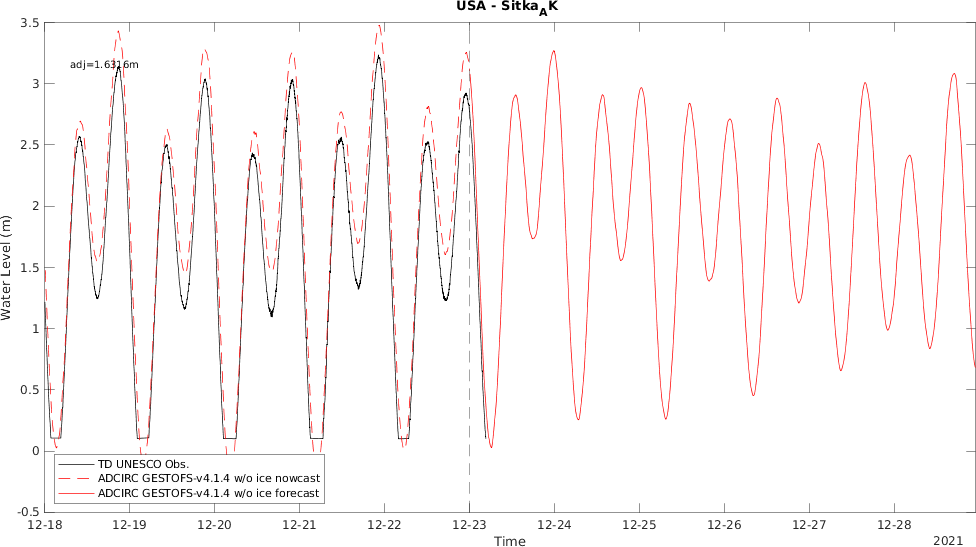 USA - Sitka_AK
3.5
adj=1.6316m
3
2.5
2
1.5
1
0.5
0
-0.5
Water Level (m)
TD UNESCO Obs.
ADCIRC GESTOFS-v4.1.4 w/o ice nowcast
ADCIRC GESTOFS-v4.1.4 w/o ice forecast
12-18 12-19 12-20 12-21 12-22 12-23 12-24 12-25 12-26 12-27 12-28
Time
2021